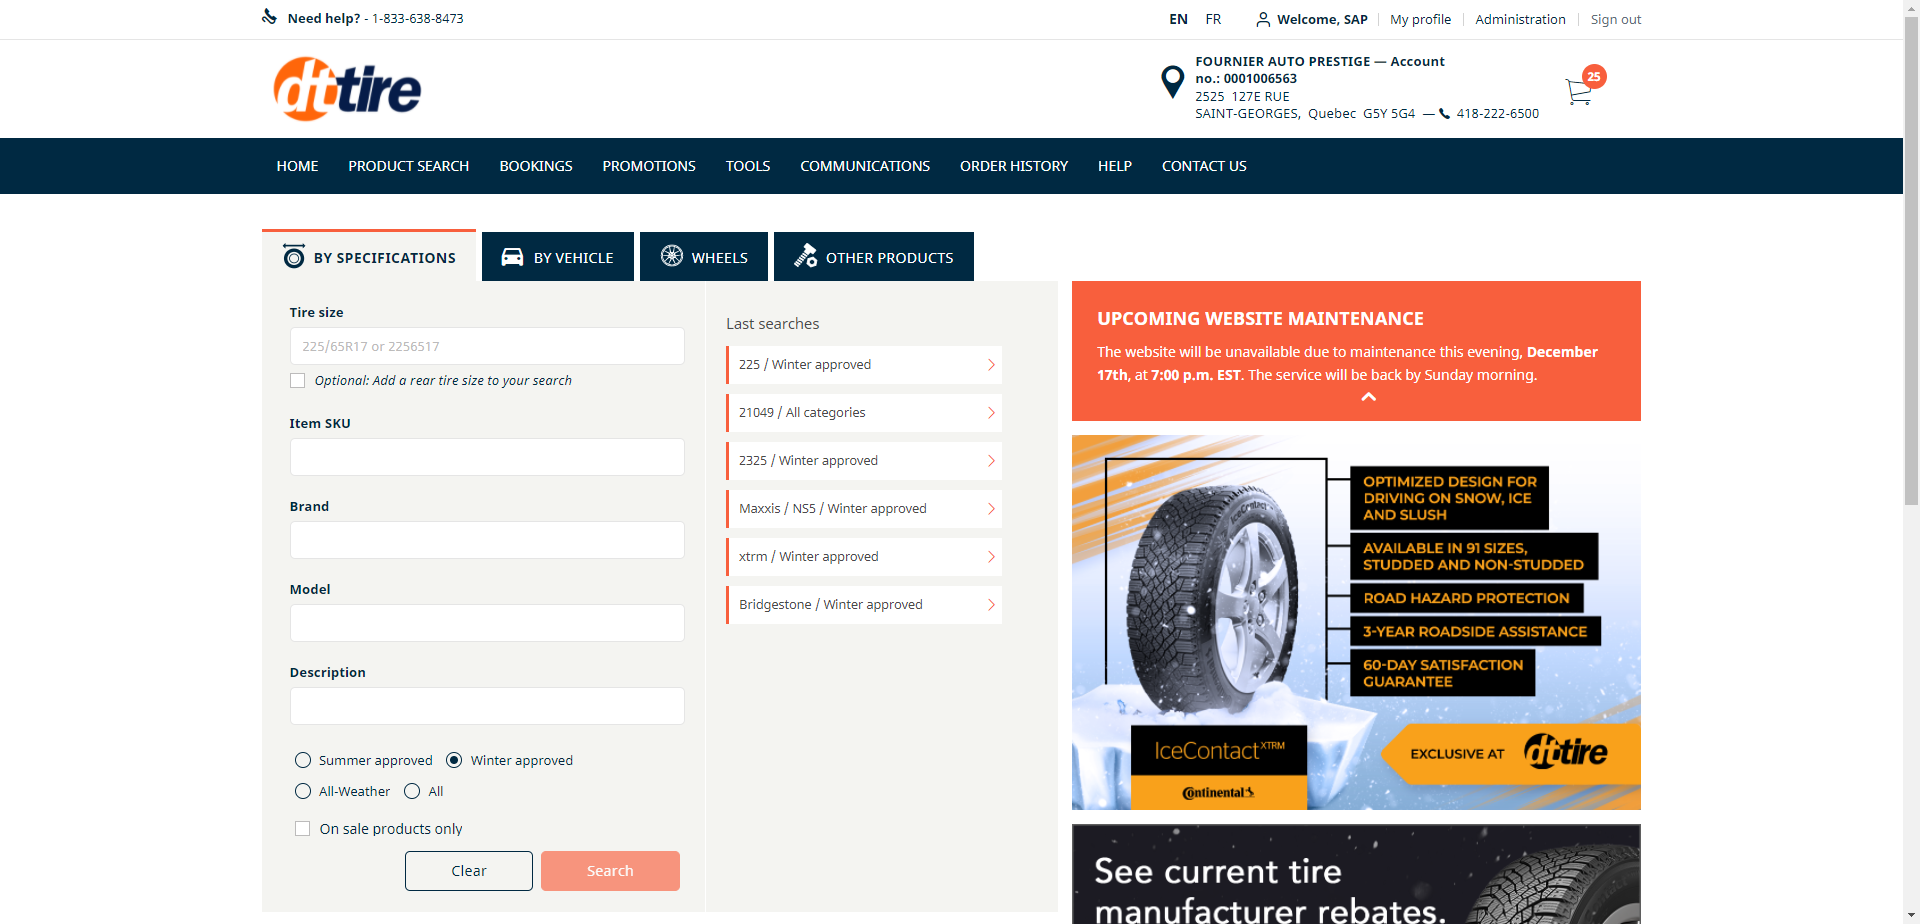 Need help? - 1-833-638-8473
EN FR Welcome, SAP My profile Administration Sign out
dttire
FOURNIER AUTO PRESTIGE — Account
no.: 0001006563
2525 127E RUE
SAINT-GEORGES, Quebec G5Y 5G4 — 418-222-6500
25
HOME PRODUCT SEARCH BOOKINGS PROMOTIONS TOOLS COMMUNICATIONS ORDER HISTORY HELP CONTACT US
BY SPECIFICATIONS BY VEHICLE WHEELS OTHER PRODUCTS
Tire size
225/65R17 or 2256517
Optional: Add a rear tire size to your search
Item SKU
Brand
Model
Description
Summer approved Winter approved
All-Weather All
On sale products only
Clear Search
Last searches
225 / Winter approved
21049 / All categories
2325 / Winter approved
Maxxis / NS5 / Winter approved
xtrm / Winter approved
Bridgestone / Winter approved
UPCOMING WEBSITE MAINTENANCE
The website will be unavailable due to maintenance this evening, December
17th, at 7:00 p.m. EST. The service will be back by Sunday morning.
OPTIMIZED DESIGN FOR
DRIVING ON SNOW, ICE
AND SLUSH
AVAILABLE IN 91 SIZES,
STUDDED AND NON-STUDDED
ROAD HAZARD PROTECTION
3-YEAR ROADSIDE ASSISTANCE
60-DAY SATISFACTION
GUARANTEE
IceContact
IceContact XTRM
Continental
EXCLUSIVE AT dttire
See current tire
manufacturer rebates.